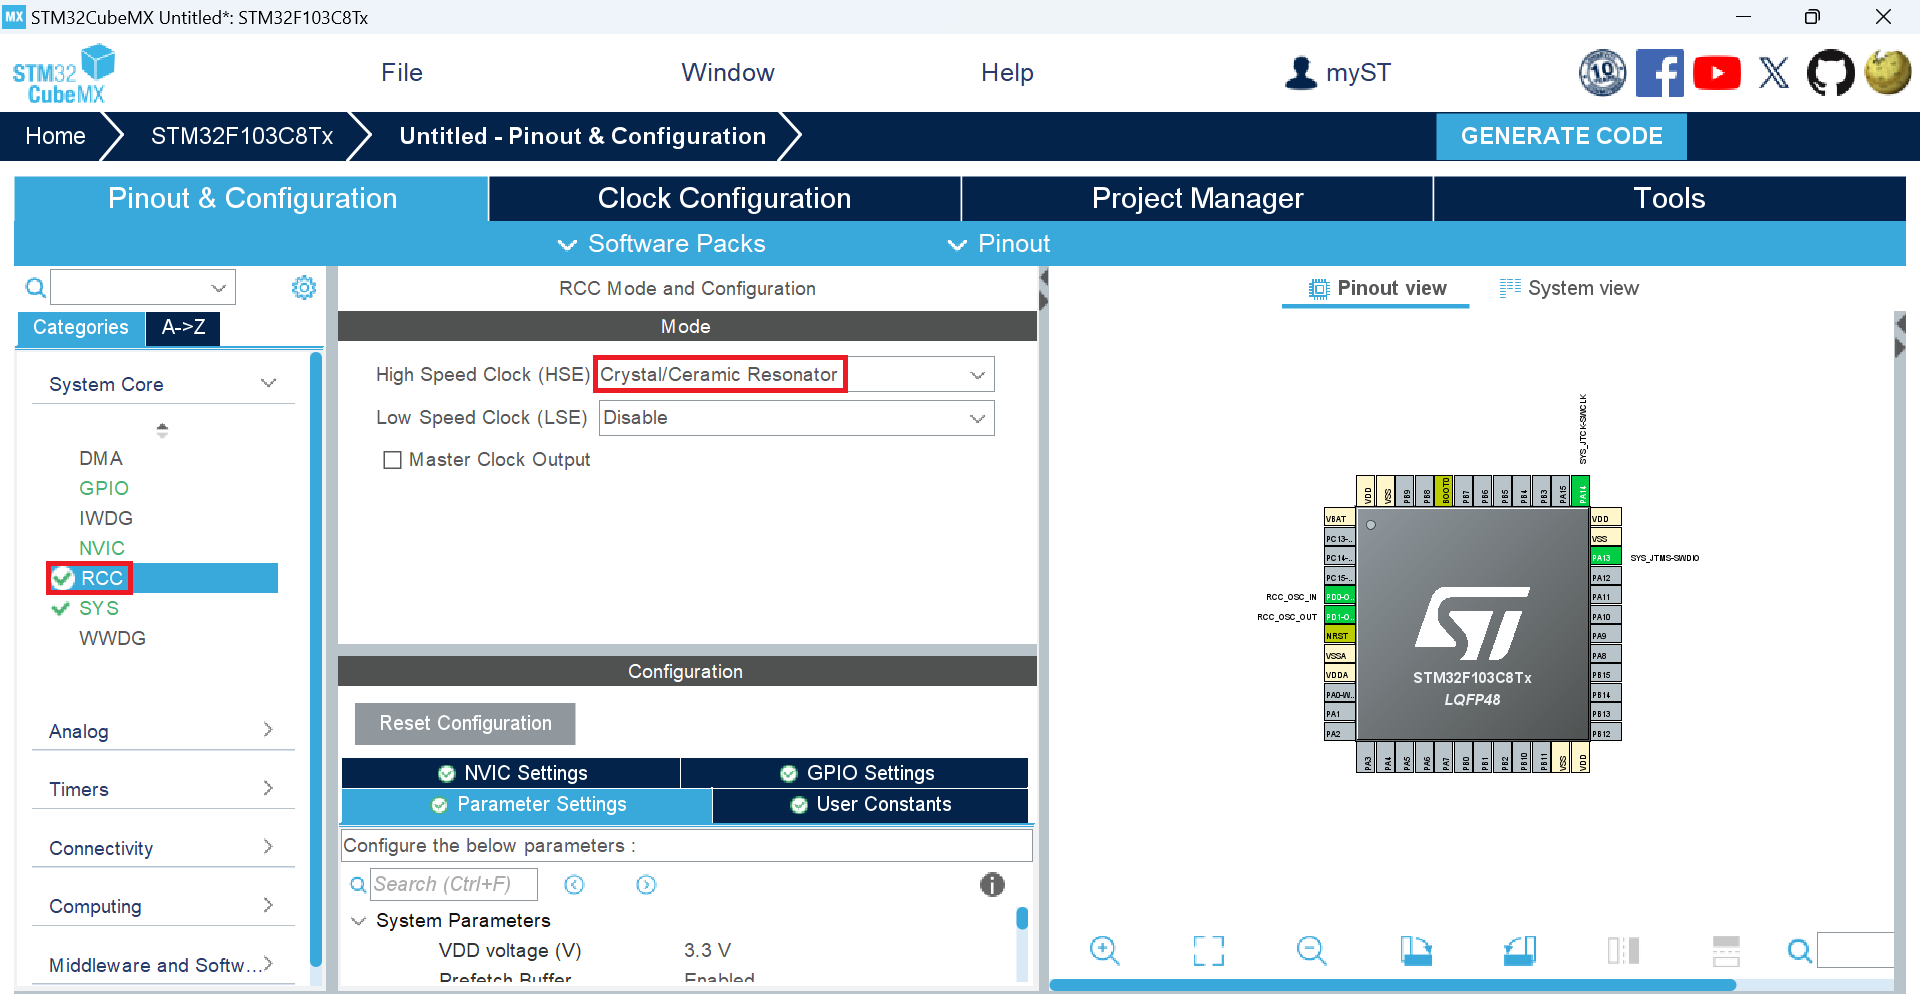 MX STM32CubeMX Untitled*: STM32F103C8Tx
STM32
CubeMX
File
Window
Help
myST
10
Home
STM32F103C8Tx
Untitled - Pinout & Configuration
GENERATE CODE
Pinout & Configuration
Clock Configuration
Project Manager
Tools
Software Packs
Pinout
Categories
A->Z
System Core
DMA
GPIO
IWDG
NVIC
RCC
SYS
WWDG
Analog
Timers
Connectivity
Computing
Middleware and Softw...
RCC Mode and Configuration
Mode
High Speed Clock (HSE) Crystal/Ceramic Resonator
Low Speed Clock (LSE) Disable
Master Clock Output
Configuration
Reset Configuration
NVIC Settings
GPIO Settings
Parameter Settings
User Constants
Configure the below parameters :
Search (Ctrl+F)
System Parameters
VDD voltage (V) 3.3 V
Prefetch Buffer Enabled
Pinout view
System view
SYS_JTCK-SWCLK
VDD
VSS
PB9
PB8
BOOT0
PB7
PB6
PB5
PB4
PB3
PA15
PA14
VBAT
PC13-..
PC14-..
PC15-..
RCC_OSC_IN PD0-O..
RCC_OSC_OUT PD1-O..
NRST
VSSA
VDDA
PA0-W..
PA1
PA2
VDD
VSS
PA13 SYS_JTMS-SWDIO
PA12
PA11
PA10
PA9
PA8
PB15
PB14
PB13
PB12
ST
STM32F103C8Tx
LQFP48
PA3
PA4
PA5
PA6
PA7
PB0
PB1
PB2
PB10
PB11
VSS
VDD